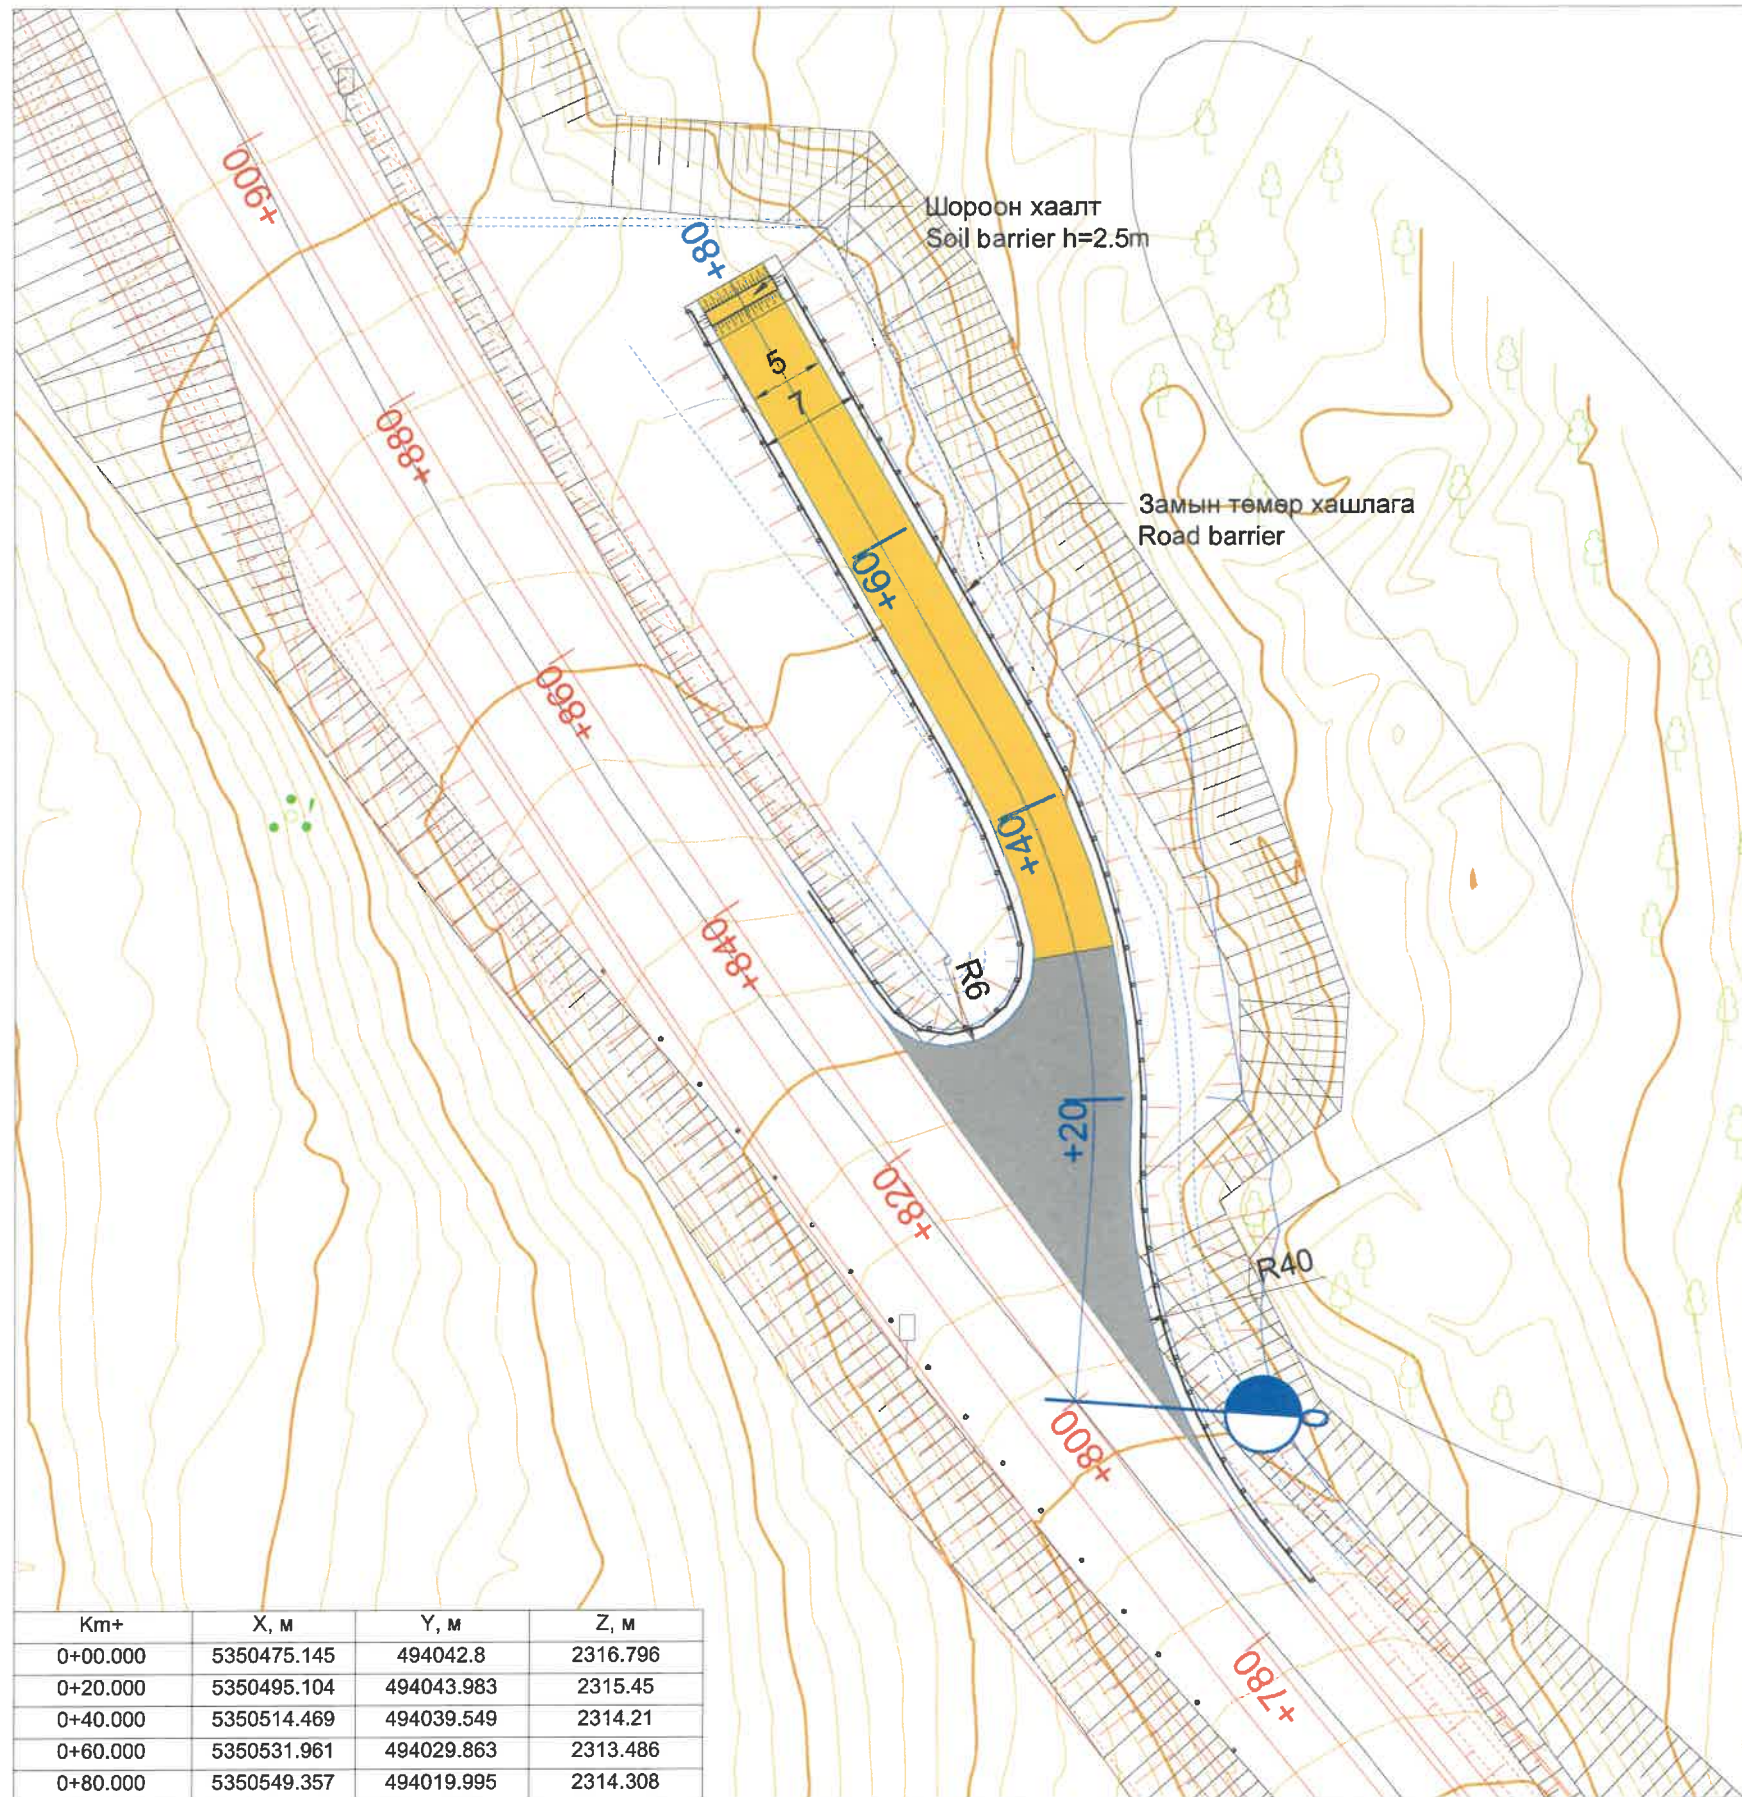 +900
Шороон хаалт
Soil barrier h=2.5m
+80
5
7
+880
Замын төмөр хашлага
Road barrier
+60
+860
+40
+840
R6
+20
+820
R40
+800
0
+780
Km+ X, м Y, м Z, м
0+00.000 5350475.145 494042.8 2316.796
0+20.000 5350495.104 494043.983 2315.45
0+40.000 5350514.469 494039.549 2314.21
0+60.000 5350531.961 494029.863 2313.486
0+80.000 5350549.357 494019.995 2314.308